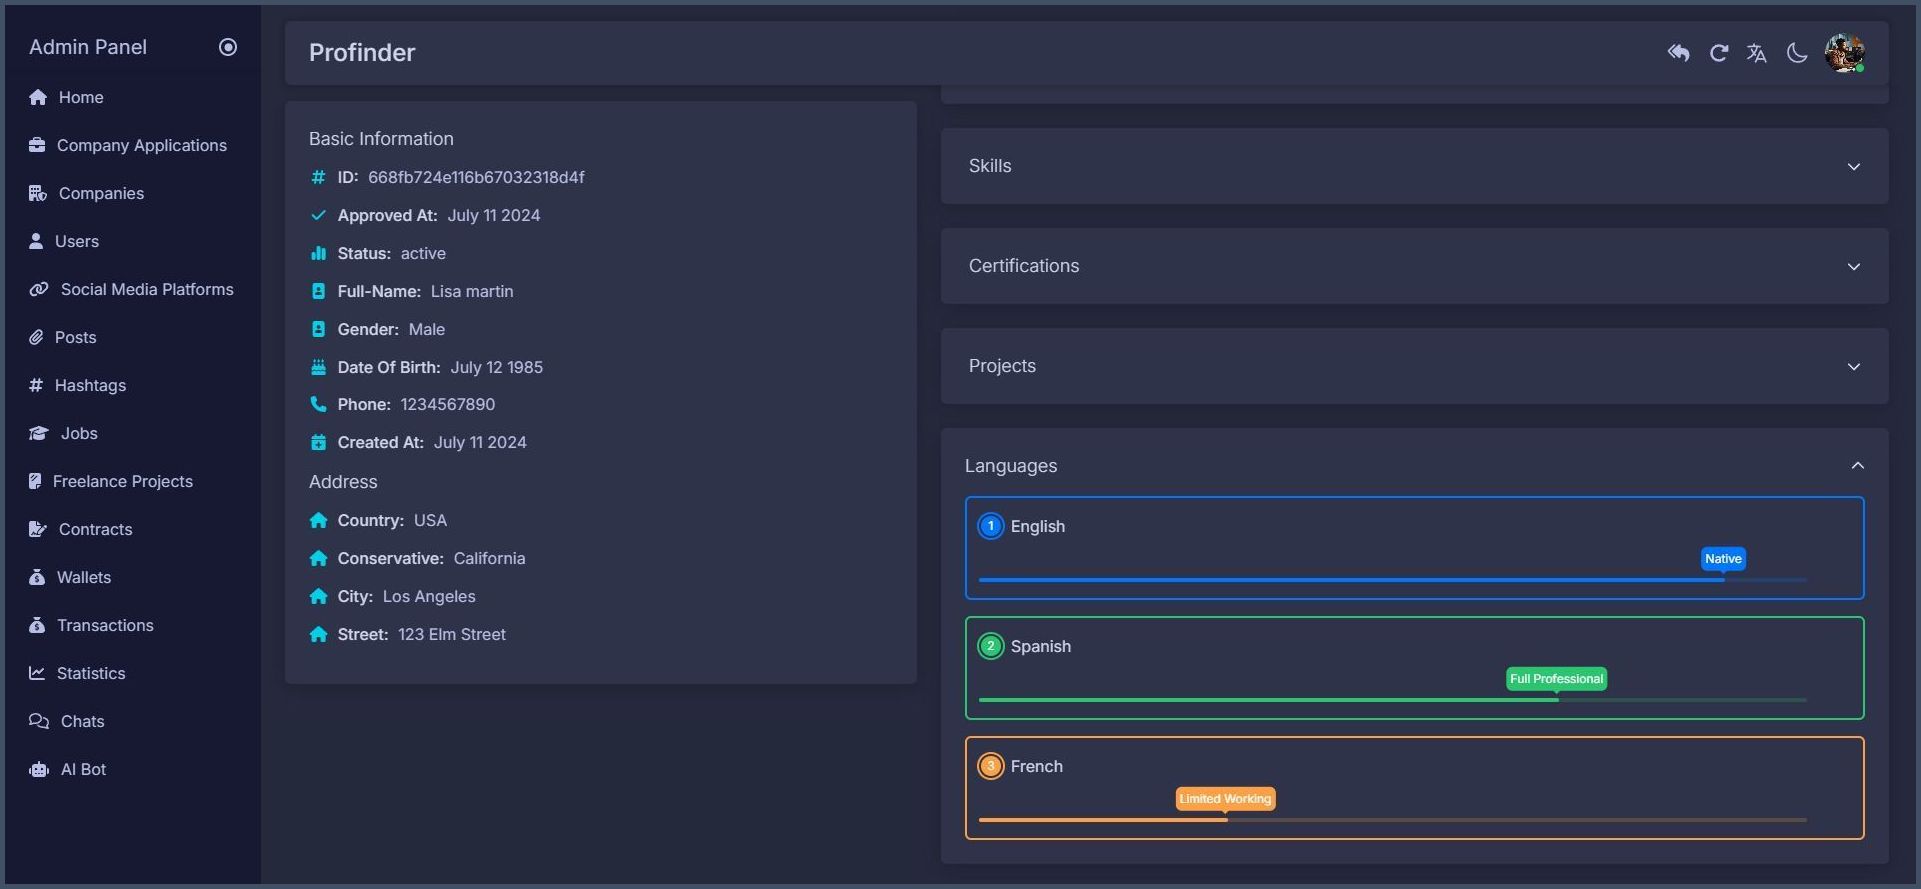 Admin Panel
Home
Company Applications
Companies
Users
Social Media Platforms
Posts
Hashtags
Jobs
Freelance Projects
Contracts
Wallets
Transactions
Statistics
Chats
AI Bot
Profinder
Basic Information
ID: 668fb724e116b67032318d4f
Approved At: July 11 2024
Status: active
Full-Name: Lisa martin
Gender: Male
Date Of Birth: July 12 1985
Phone: 1234567890
Created At: July 11 2024
Address
Country: USA
Conservative: California
City: Los Angeles
Street: 123 Elm Street
Skills
Certifications
Projects
Languages
1 English
Native
2 Spanish
Full Professional
3 French
Limited Working